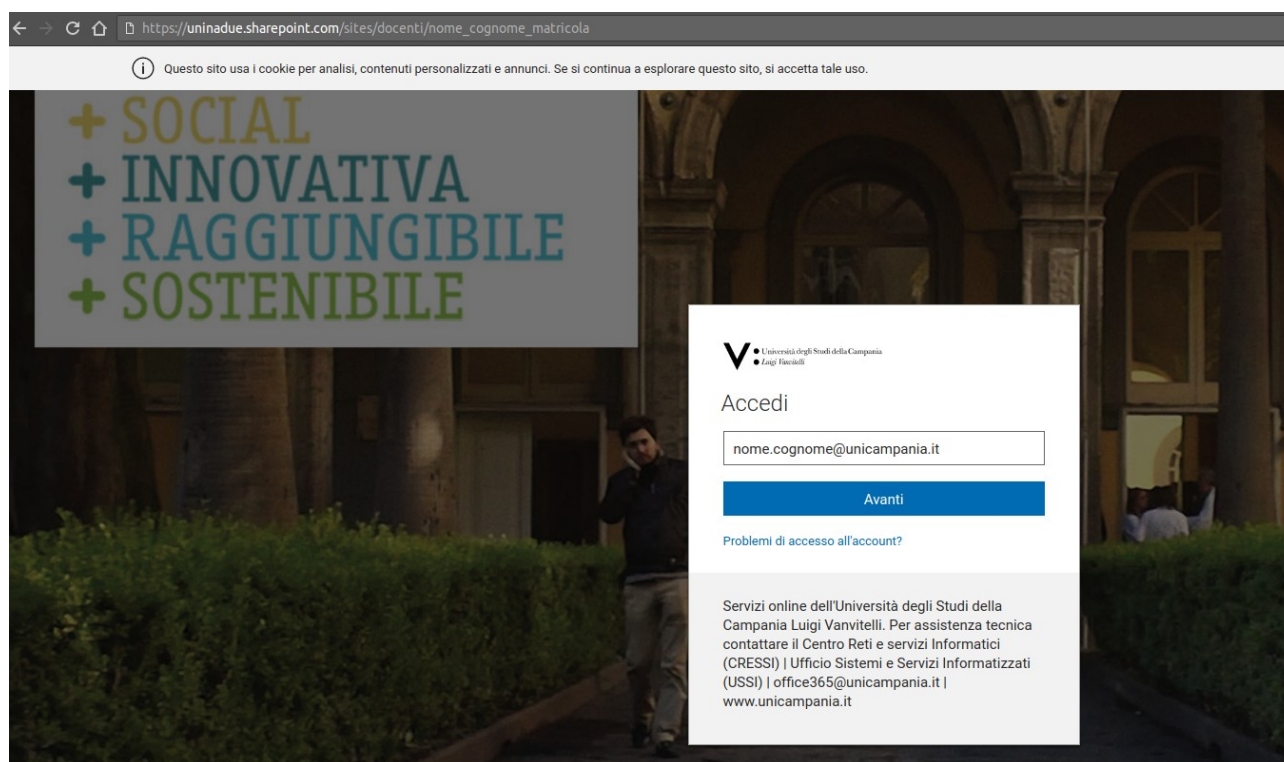 https://uninadue.sharepoint.com/sites/docenti/nome_cognome_matricola
Questo sito usa i cookie per analisi, contenuti personalizzati e annunci. Se si continua a esplorare questo sito, si accetta tale uso.
+ SOCIAL
+ INNOVATIVA
+ RAGGIUNGIBILE
+ SOSTENIBILE
V: Università degli Studi della Campania
Luigi Vanvitelli
Accedi
nome.cognome@unicampania.it
Avanti
Problemi di accesso all'account?
Servizi online dell'Università degli Studi della
Campania Luigi Vanvitelli. Per assistenza tecnica
contattare il Centro Reti e servizi Informatici
(CRESSI) | Ufficio Sistemi e Servizi Informatizzati
(USSI) | office365@unicampania.it |
www.unicampania.it